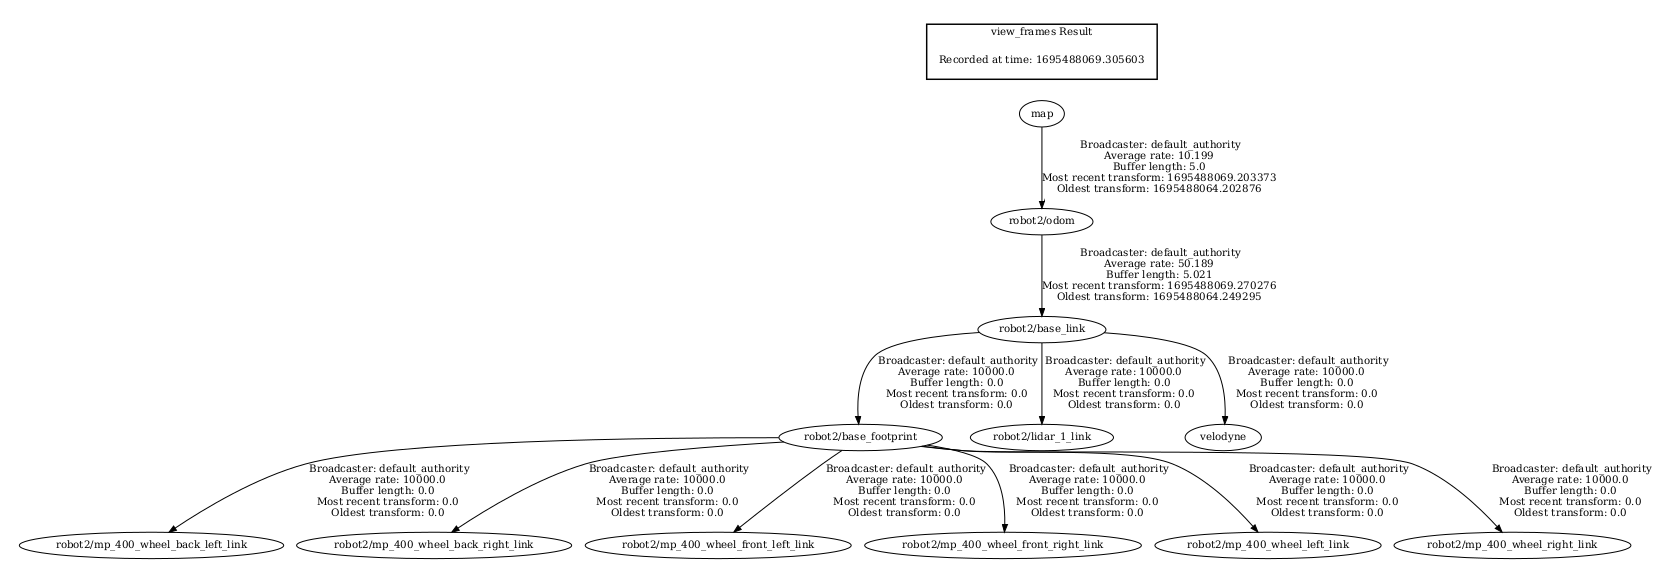 view_frames Result
Recorded at time: 1695488069.305603
map
Broadcaster: default_authority
Average rate: 10.199
Buffer length: 5.0
Most recent transform: 1695488069.203373
Oldest transform: 1695488064.202876
robot2/odom
Broadcaster: default_authority
Average rate: 50.189
Buffer length: 5.021
Most recent transform: 1695488069.270276
Oldest transform: 1695488064.249295
robot2/base_link
Broadcaster: default_authority
Average rate: 10000.0
Buffer length: 0.0
Most recent transform: 0.0
Oldest transform: 0.0
Broadcaster: default_authority
Average rate: 10000.0
Buffer length: 0.0
Most recent transform: 0.0
Oldest transform: 0.0
Broadcaster: default_authority
Average rate: 10000.0
Buffer length: 0.0
Most recent transform: 0.0
Oldest transform: 0.0
robot2/base_footprint
robot2/lidar_1_link
velodyne
Broadcaster: default_authority
Average rate: 10000.0
Buffer length: 0.0
Most recent transform: 0.0
Oldest transform: 0.0
Broadcaster: default_authority
Average rate: 10000.0
Buffer length: 0.0
Most recent transform: 0.0
Oldest transform: 0.0
Broadcaster: default_authority
Average rate: 10000.0
Buffer length: 0.0
Most recent transform: 0.0
Oldest transform: 0.0
Broadcaster: default_authority
Average rate: 10000.0
Buffer length: 0.0
Most recent transform: 0.0
Oldest transform: 0.0
Broadcaster: default_authority
Average rate: 10000.0
Buffer length: 0.0
Most recent transform: 0.0
Oldest transform: 0.0
Broadcaster: default_authority
Average rate: 10000.0
Buffer length: 0.0
Most recent transform: 0.0
Oldest transform: 0.0
robot2/mp_400_wheel_back_left_link
robot2/mp_400_wheel_back_right_link
robot2/mp_400_wheel_front_left_link
robot2/mp_400_wheel_front_right_link
robot2/mp_400_wheel_left_link
robot2/mp_400_wheel_right_link